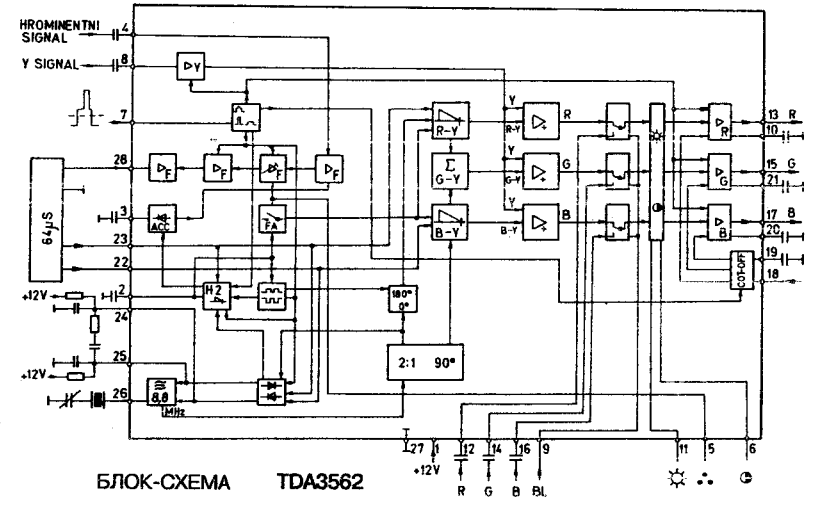 HROMINENTNI
SIGNAL
4
Y SIGNAL
8
Y
7
28
F
F
F
F
3
ACC
FA
64µS
23
22
2
H 2
+12V
24
25
+12V
26
8,8
MHz
180°
0°
2:1 90°
R-Y
Σ
G-Y
B-Y
Y
R-Y
R
Y
G-Y
G
Y
B-Y
B
R
G
B
13 R
10
15 G
21
17 B
20
19
18
COT-OFF
27
1
12
14
16
9
11
5
6
+12V
R
G
B
BL
БЛОК-СХЕМА TDA3562